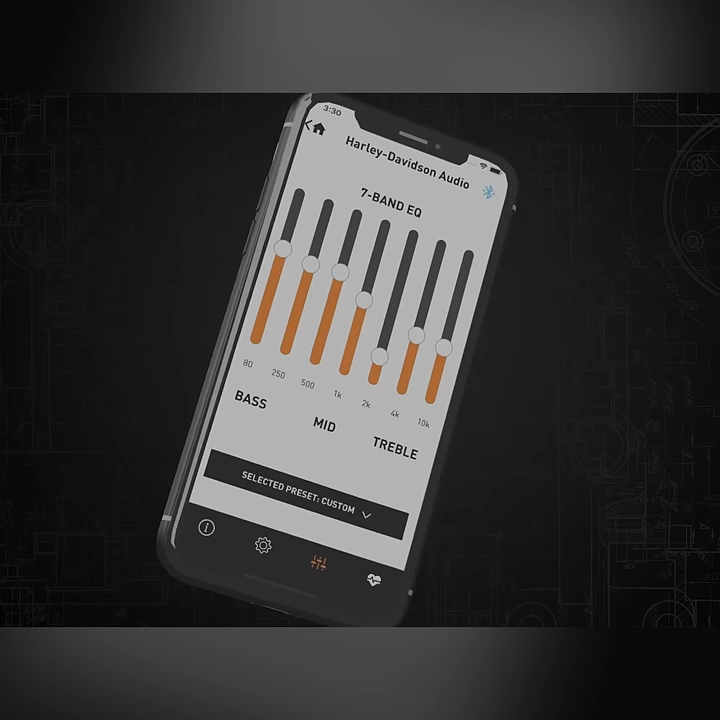 3:30
Harley-Davidson Audio
7-BAND EQ
80 250 500 1k 2k 4k 10k
BASS MID TREBLE
SELECTED PRESET: CUSTOM